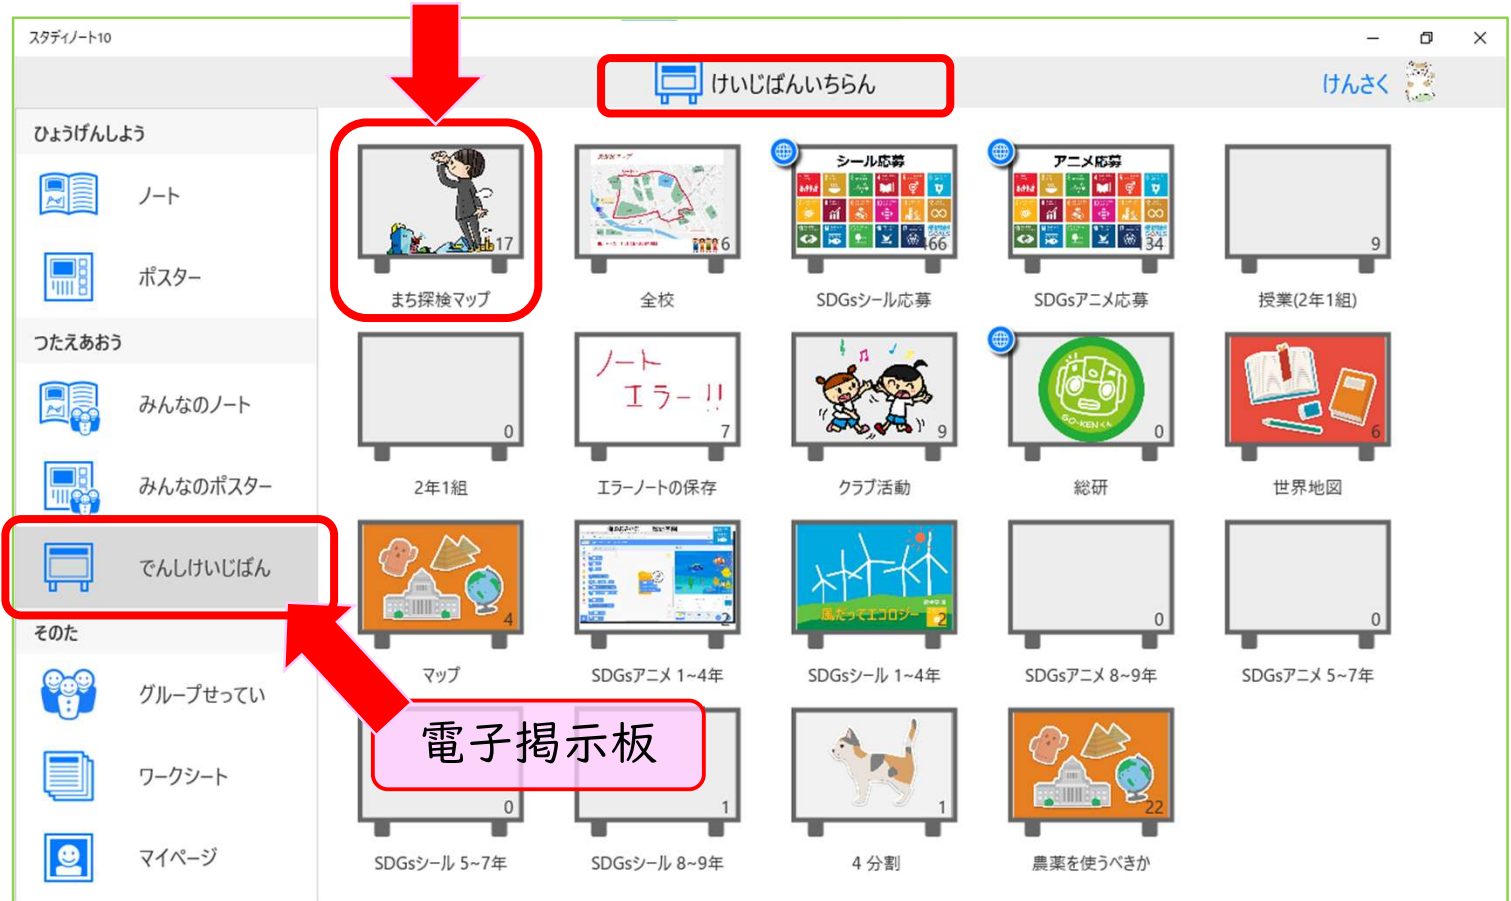 スタディノート10
けいじばんいちらん
けんさく
ひょうげんしよう
ノート
ポスター
つたえあおう
みんなのノート
みんなのポスター
でんしけいじばん
そのた
グループせってい
ワークシート
マイページ
17
6
シール応募
466
アニメ応募
34
9
まち探検マップ
全校
SDGsシール応募
SDGsアニメ応募
授業(2年1組)
0
ノート
エラー!!
7
9
GO-KENくん
0
6
2年1組
エラーノートの保存
クラブ活動
総研
世界地図
4
2
風だってエコロジー
2
0
0
マップ
SDGsアニメ 1~4年
SDGsシール 1~4年
SDGsアニメ 8~9年
SDGsアニメ 5~7年
電子掲示板
0
1
1
22
SDGsシール 5~7年
SDGsシール 8~9年
4 分割
農薬を使うべきか